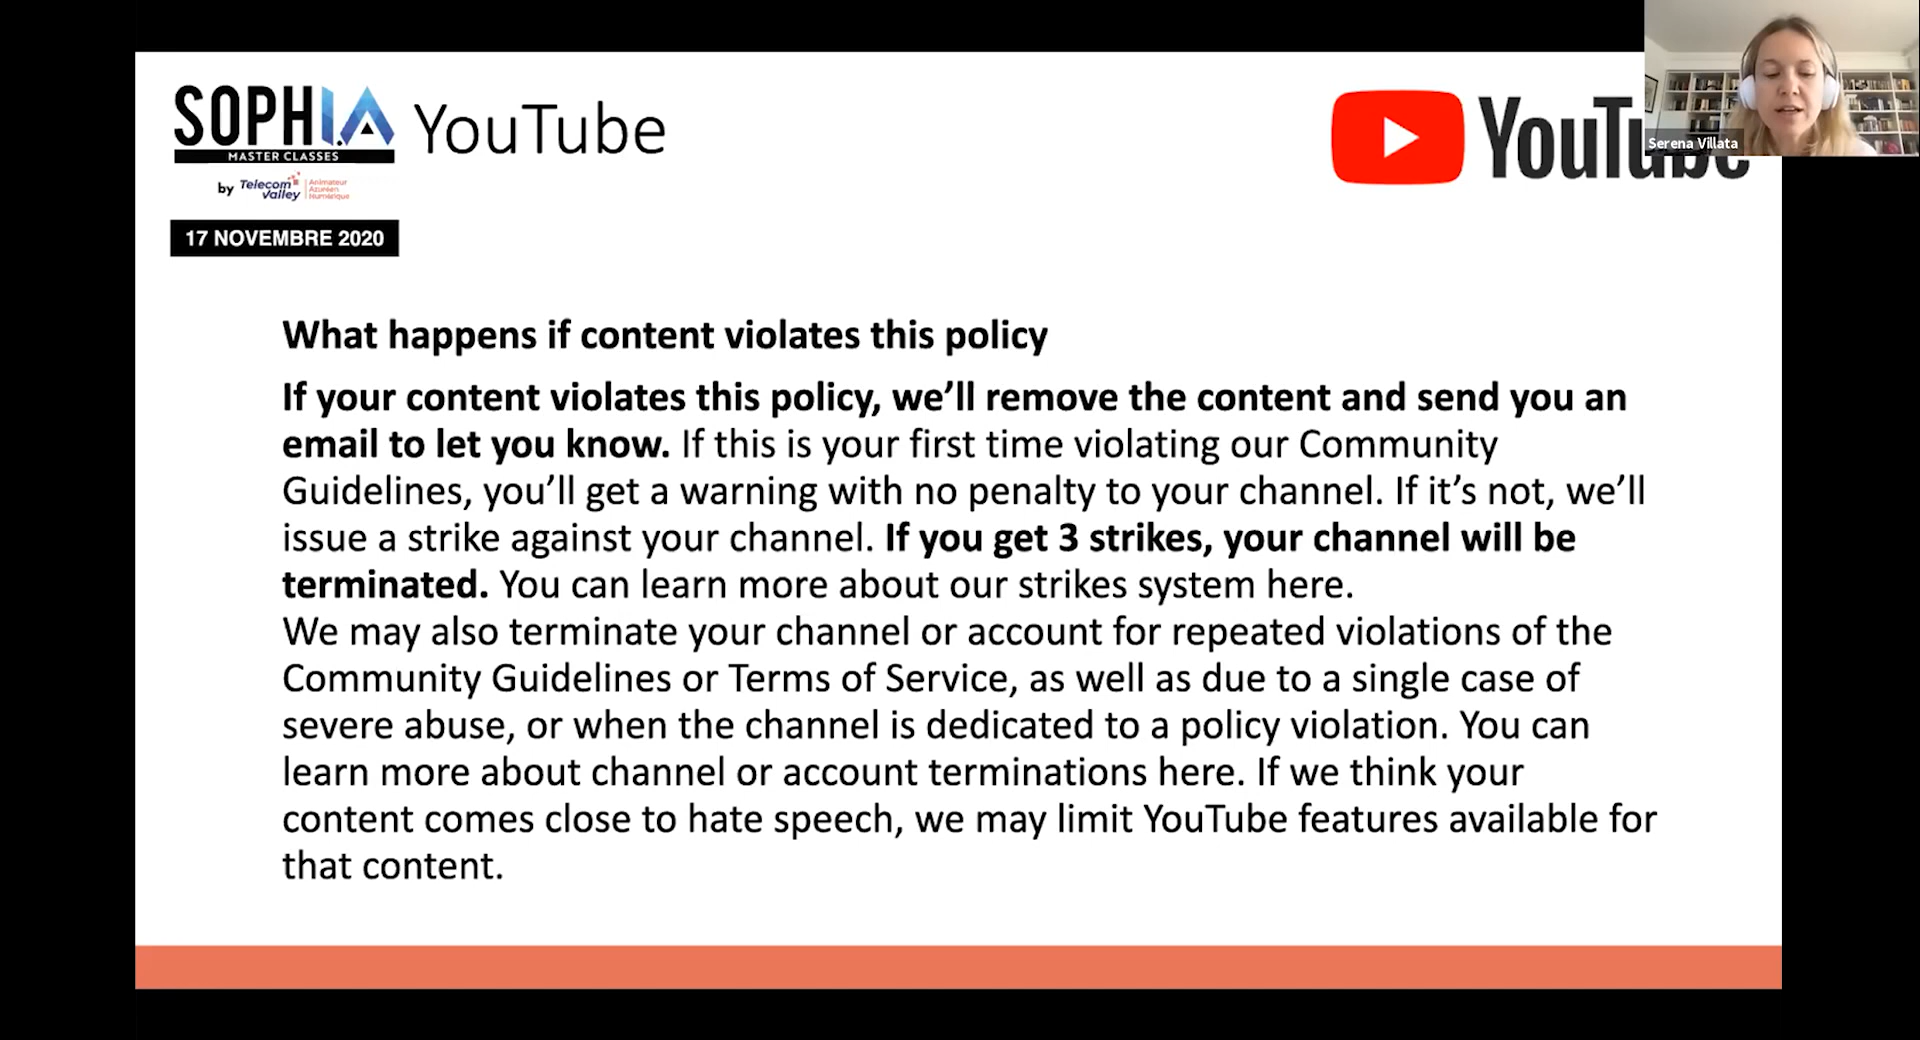 SOPHI.A
MASTER CLASSES
by Telecom Valley
Animateur
Azuréen
Numérique
YouTube
YouTube
Serena Villata
17 NOVEMBRE 2020
What happens if content violates this policy
If your content violates this policy, we’ll remove the content and send you an
email to let you know. If this is your first time violating our Community
Guidelines, you’ll get a warning with no penalty to your channel. If it’s not, we’ll
issue a strike against your channel. If you get 3 strikes, your channel will be
terminated. You can learn more about our strikes system here.
We may also terminate your channel or account for repeated violations of the
Community Guidelines or Terms of Service, as well as due to a single case of
severe abuse, or when the channel is dedicated to a policy violation. You can
learn more about channel or account terminations here. If we think your
content comes close to hate speech, we may limit YouTube features available for
that content.